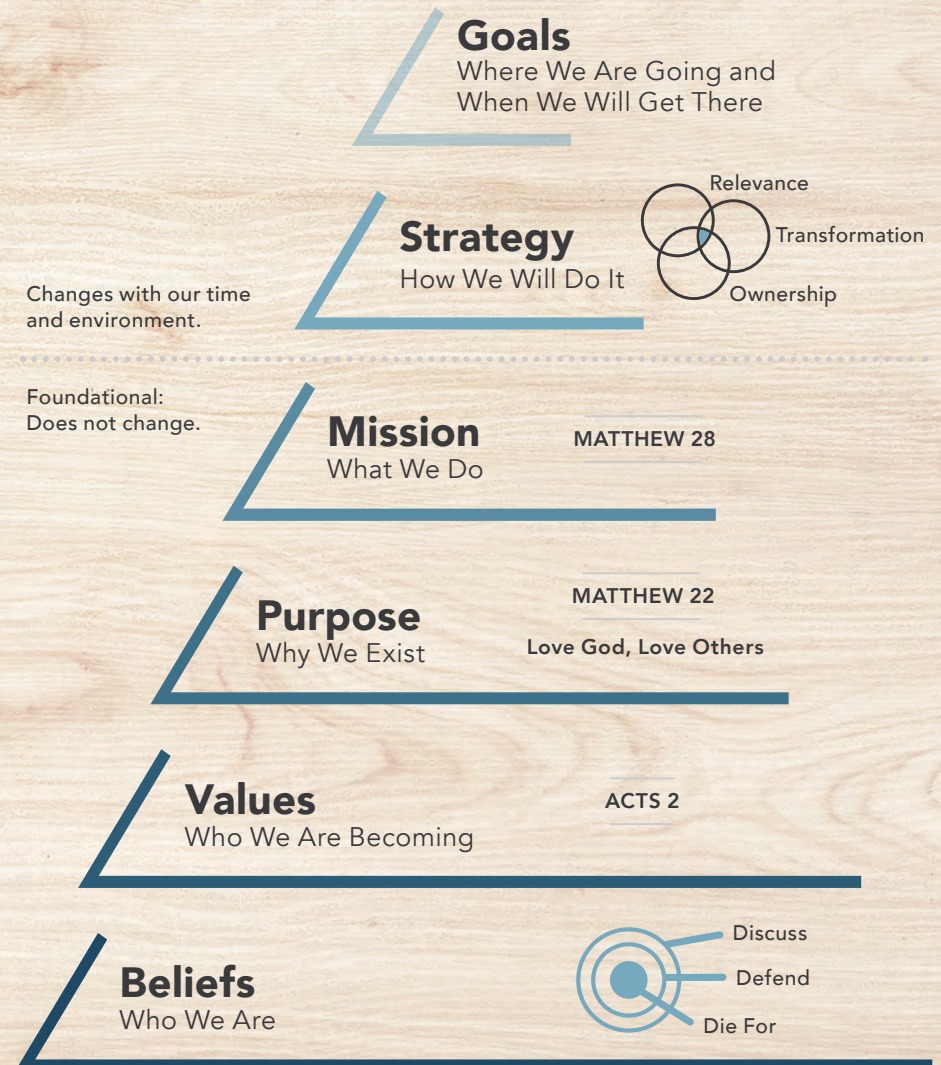 Goals
Where We Are Going and
When We Will Get There
Relevance
Strategy
Transformation
How We Will Do It
Ownership
Changes with our time
and environment.
Foundational:
Does not change.
Mission
MATTHEW 28
What We Do
Purpose
MATTHEW 22
Why We Exist
Love God, Love Others
Values
ACTS 2
Who We Are Becoming
Discuss
Beliefs
Defend
Who We Are
Die For